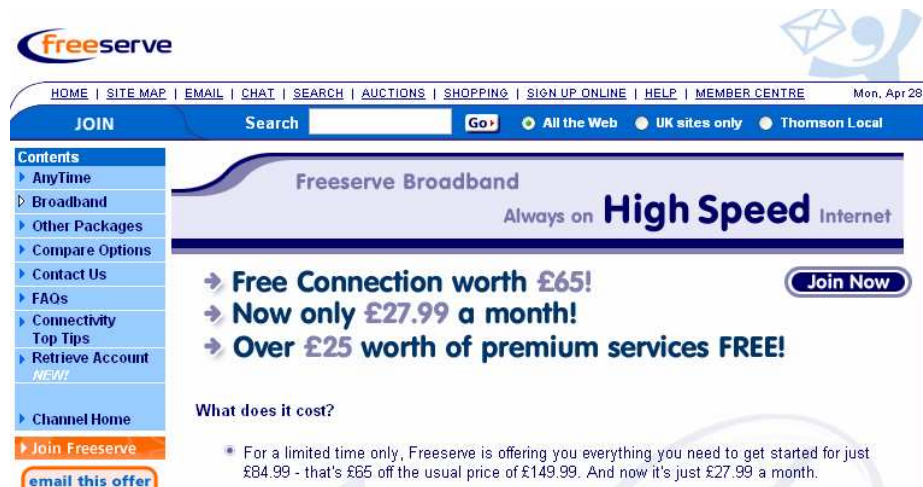 freeserve
HOME | SITE MAP | EMAIL | CHAT | SEARCH | AUCTIONS | SHOPPING | SIGN UP ONLINE | HELP | MEMBER CENTRE Mon, Apr 28
JOIN Search Go All the Web UK sites only Thomson Local
Contents
AnyTime
Broadband
Other Packages
Compare Options
Contact Us
FAQs
Connectivity
Top Tips
Retrieve Account
NEW!
Channel Home
Join Freeserve
email this offer
Freeserve Broadband
Always on High Speed Internet
Free Connection worth £65!
Join Now
Now only £27.99 a month!
Over £25 worth of premium services FREE!
What does it cost?
For a limited time only, Freeserve is offering you everything you need to get started for just
£84.99 - that's £65 off the usual price of £149.99. And now it's just £27.99 a month.